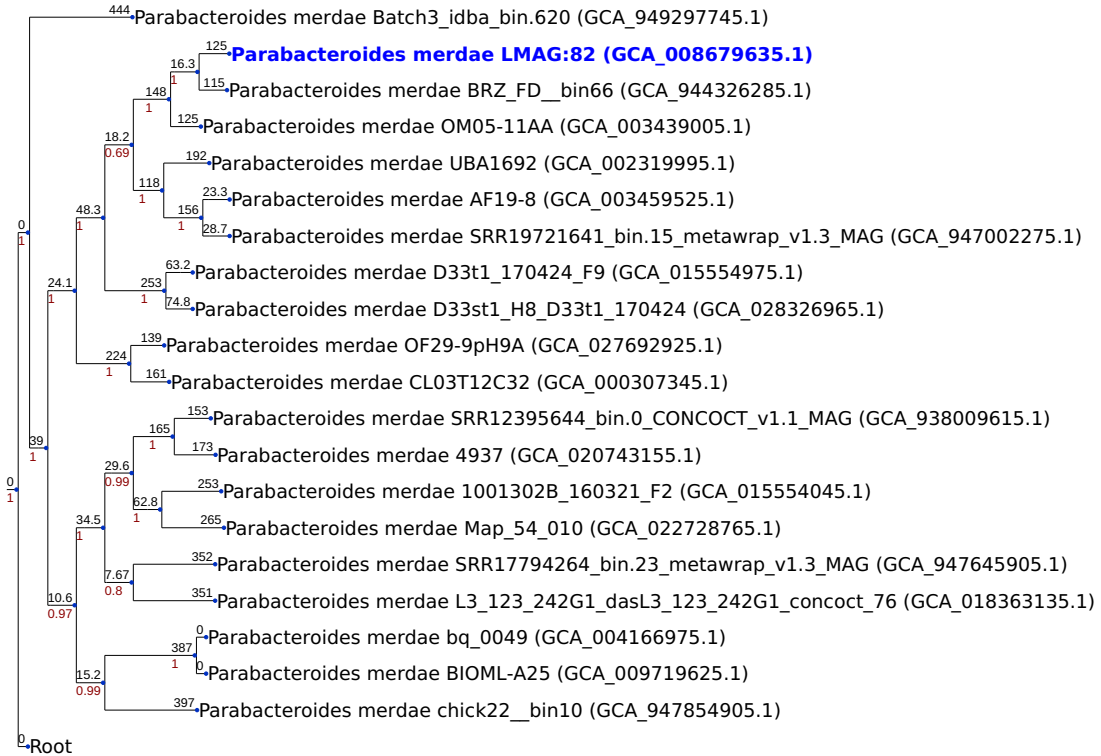 444 Parabacteroides merdae Batch3_idba_bin.620 (GCA_949297745.1)
125 Parabacteroides merdae LMAG:82 (GCA_008679635.1)
16.3
1
115 Parabacteroides merdae BRZ_FD__bin66 (GCA_944326285.1)
148
1
125 Parabacteroides merdae OM05-11AA (GCA_003439005.1)
18.2
0.69
192 Parabacteroides merdae UBA1692 (GCA_002319995.1)
118
1
23.3 Parabacteroides merdae AF19-8 (GCA_003459525.1)
48.3
1
156
1
0
1
28.7 Parabacteroides merdae SRR19721641_bin.15_metawrap_v1.3_MAG (GCA_947002275.1)
63.2 Parabacteroides merdae D33t1_170424_F9 (GCA_015554975.1)
24.1
1
253
1
74.8 Parabacteroides merdae D33st1_H8_D33t1_170424 (GCA_028326965.1)
139 Parabacteroides merdae OF29-9pH9A (GCA_027692925.1)
224
1
161 Parabacteroides merdae CL03T12C32 (GCA_000307345.1)
153 Parabacteroides merdae SRR12395644_bin.0_CONCOCT_v1.1_MAG (GCA_938009615.1)
165
1
39
1
173 Parabacteroides merdae 4937 (GCA_020743155.1)
29.6
0.99
0
1
253 Parabacteroides merdae 1001302B_160321_F2 (GCA_015554045.1)
62.8
1
34.5
1
265 Parabacteroides merdae Map_54_010 (GCA_022728765.1)
352 Parabacteroides merdae SRR17794264_bin.23_metawrap_v1.3_MAG (GCA_947645905.1)
7.67
0.8
351 Parabacteroides merdae L3_123_242G1_dasL3_123_242G1_concoct_76 (GCA_018363135.1)
10.6
0.97
0 Parabacteroides merdae bq_0049 (GCA_004166975.1)
387
1
0 Parabacteroides merdae BIOML-A25 (GCA_009719625.1)
15.2
0.99
397 Parabacteroides merdae chick22__bin10 (GCA_947854905.1)
0 Root